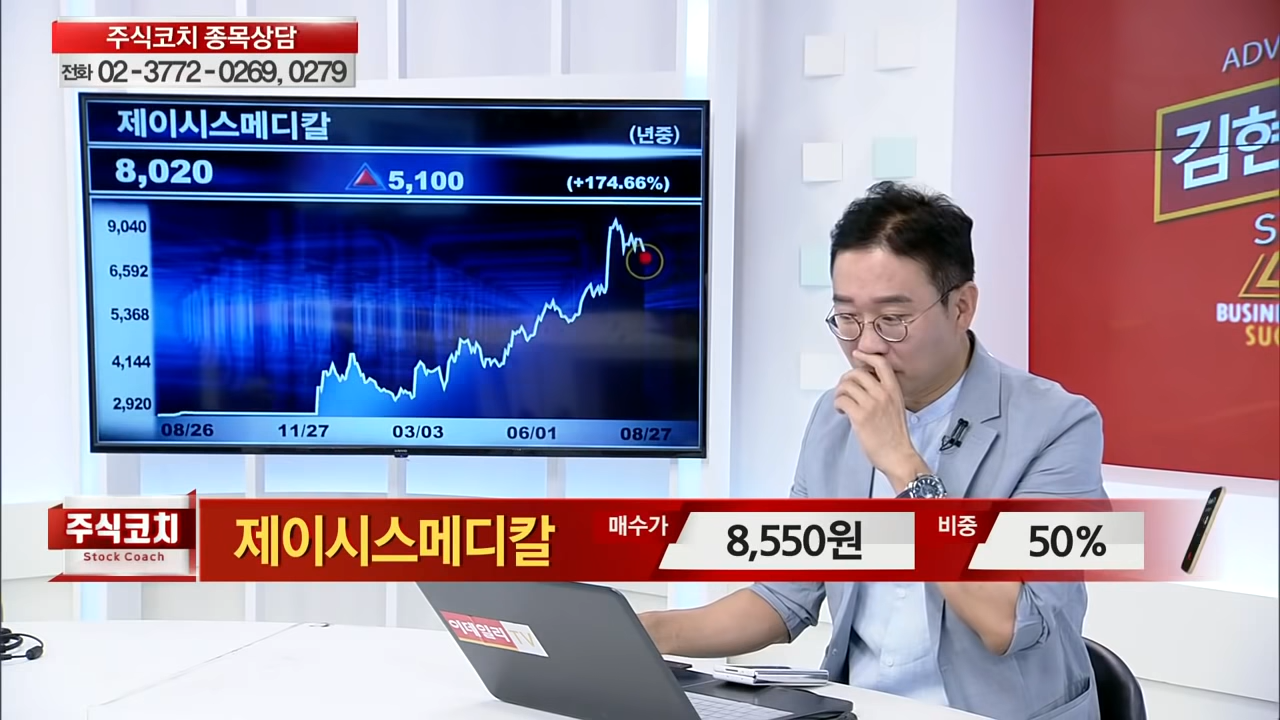 주식코치 종목상담
전화 02-3772-0269, 0279
제이시스메디칼
(년중)
8,020
5,100
(+174.66%)
9,040
6,592
5,368
4,144
2,920
08/26
11/27
03/03
06/01
08/27
ADV
김현
S
BUSIN
SU
주식코치
Stock Coach
제이시스메디칼
매수가
8,550원
비중
50%
이데일리TV